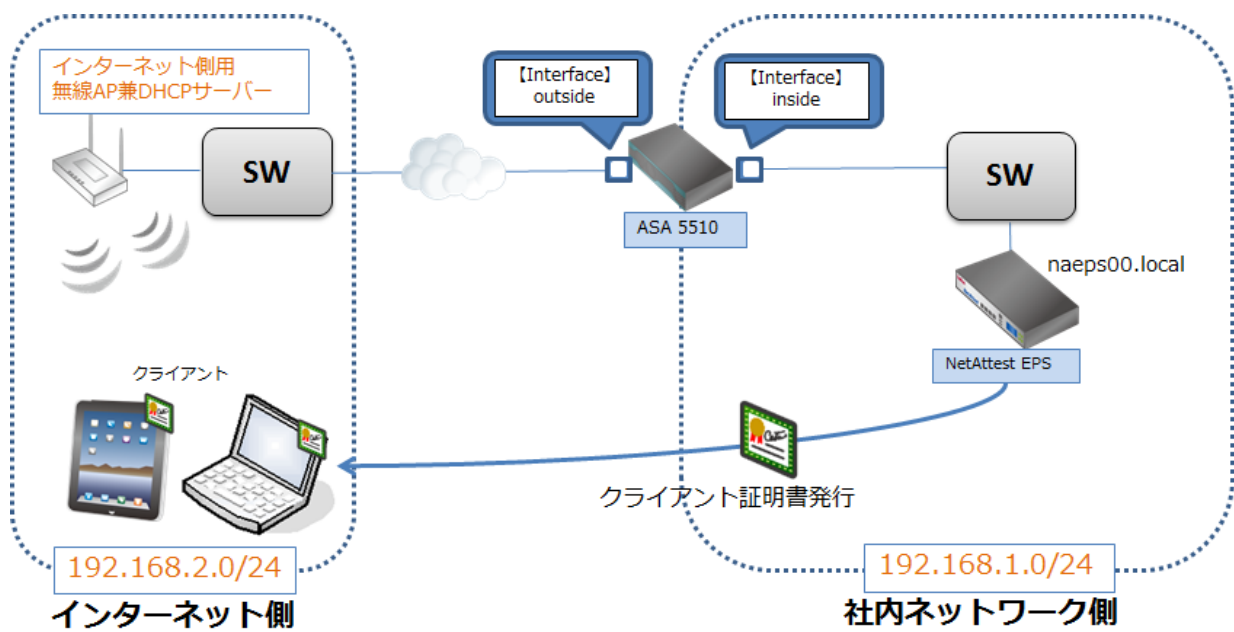 インターネット側用
無線AP兼DHCPサーバー
【Interface】
outside
【Interface】
inside
SW
SW
ASA 5510
naeps00.local
NetAttest EPS
クライアント
クライアント証明書発行
192.168.2.0/24
192.168.1.0/24
インターネット側
社内ネットワーク側